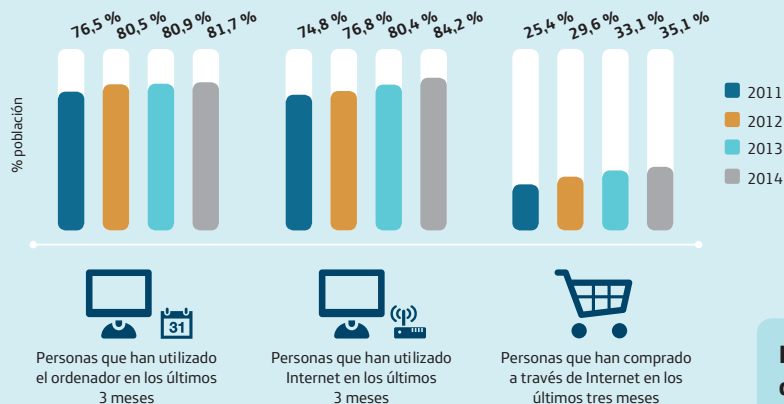 76,5 % 80,5 % 80,9 % 81,7 %
74,8 % 76,8 % 80,4 % 84,2 %
25,4 % 29,6 % 33,1 % 35,1 %
% población
2011
2012
2013
2014
31
Personas que han utilizado
el ordenador en los últimos
3 meses
Personas que han utilizado
Internet en los últimos
3 meses
Personas que han comprado
a través de Internet en los
últimos tres meses